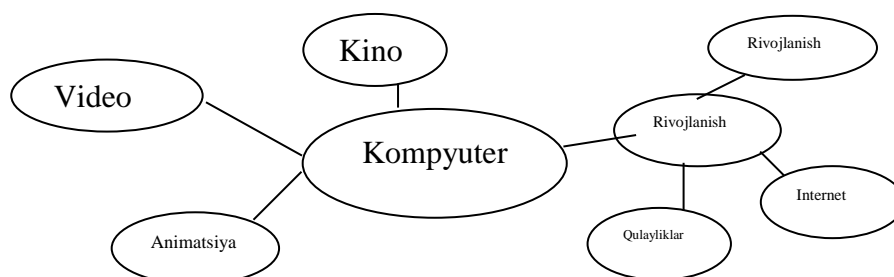 Kino
Rivojlanish
Video
Rivojlanish
Kompyuter
Internet
Animatsiya
Qulayliklar